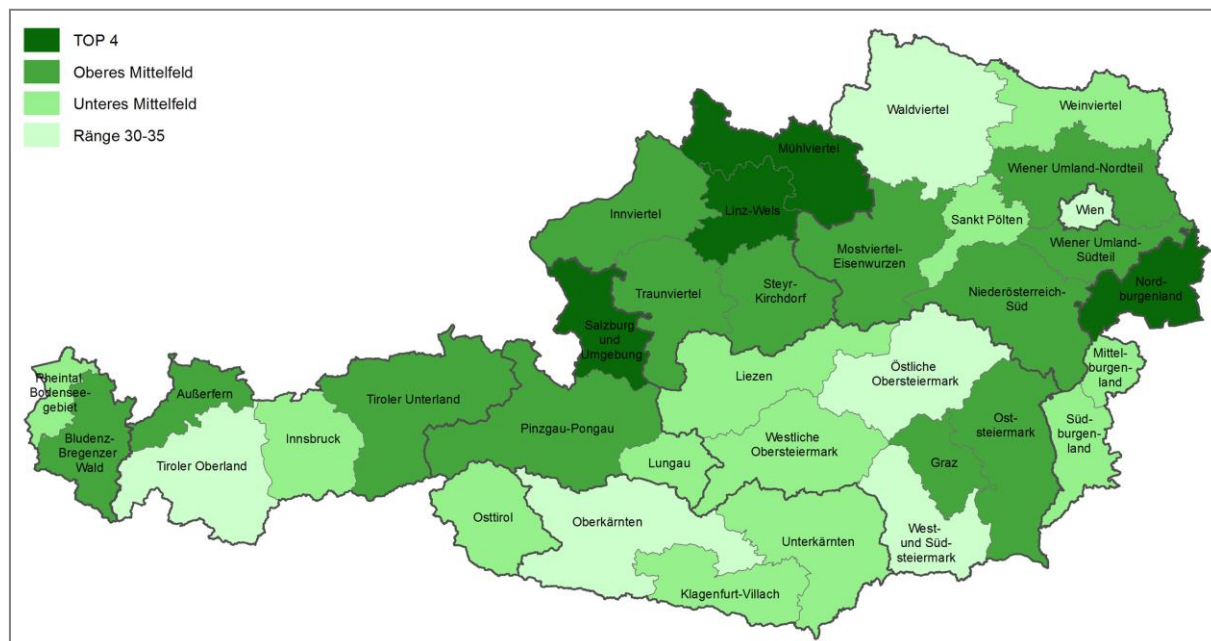 TOP 4
Oberes Mittelfeld
Unteres Mittelfeld
Ränge 30-35
Waldviertel
Weinviertel
Mühlviertel
Wiener Umland-Nordteil
Linz-Wels
Wien
Innviertel
Sankt Pölten
Mostviertel-
Eisenwurzen
Wiener Umland-
Südteil
Traunviertel
Steyr-
Kirchdorf
Niederösterreich-
Süd
Nord-
burgenland
Salzburg
und
Umgebung
Östliche
Obersteiermark
Mittel-
burgen-
land
Rheintal-
Bodensee-
gebiet
Außerfern
Tiroler Unterland
Liezen
Bludenz-
Bregenzer
Wald
Innsbruck
Pinzgau-Pongau
Westliche
Obersteiermark
Ost-
steiermark
Süd-
burgen-
land
Tiroler Oberland
Lungau
Graz
Osttirol
Oberkärnten
Unterkärnten
West-
und Süd-
steiermark
Klagenfurt-Villach